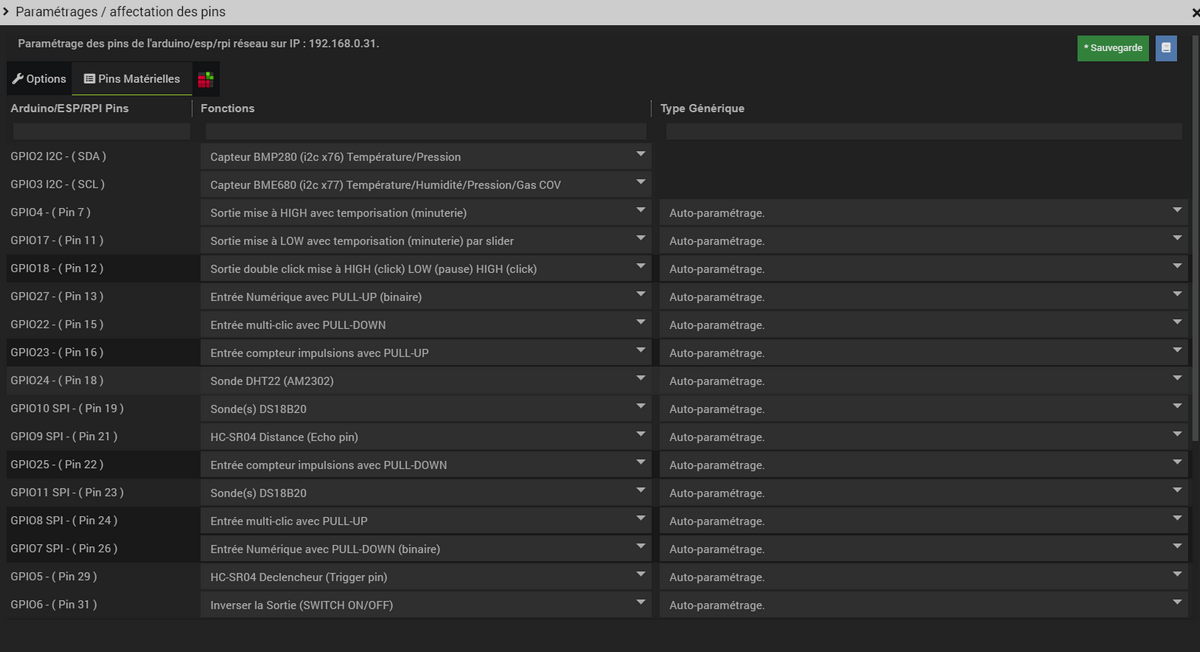 Paramétrages / affectation des pins
Paramétrage des pins de l'arduino/esp/rpi réseau sur IP : 192.168.0.31.
* Sauvegarde
Options Pins Matérielles
Arduino/ESP/RPI Pins Fonctions Type Générique
GPIO2 I2C - ( SDA ) Capteur BMP280 (i2c x76) Température/Pression
GPIO3 I2C - ( SCL ) Capteur BME680 (i2c x77) Température/Humidité/Pression/Gas COV
GPIO4 - ( Pin 7 ) Sortie mise à HIGH avec temporisation (minuterie) Auto-paramétrage.
GPIO17 - ( Pin 11 ) Sortie mise à LOW avec temporisation (minuterie) par slider Auto-paramétrage.
GPIO18 - ( Pin 12 ) Sortie double click mise à HIGH (click) LOW (pause) HIGH (click) Auto-paramétrage.
GPIO27 - ( Pin 13 ) Entrée Numérique avec PULL-UP (binaire) Auto-paramétrage.
GPIO22 - ( Pin 15 ) Entrée multi-clic avec PULL-DOWN Auto-paramétrage.
GPIO23 - ( Pin 16 ) Entrée compteur impulsions avec PULL-UP Auto-paramétrage.
GPIO24 - ( Pin 18 ) Sonde DHT22 (AM2302) Auto-paramétrage.
GPIO10 SPI - ( Pin 19 ) Sonde(s) DS18B20 Auto-paramétrage.
GPIO9 SPI - ( Pin 21 ) HC-SR04 Distance (Echo pin) Auto-paramétrage.
GPIO25 - ( Pin 22 ) Entrée compteur impulsions avec PULL-DOWN Auto-paramétrage.
GPIO11 SPI - ( Pin 23 ) Sonde(s) DS18B20 Auto-paramétrage.
GPIO8 SPI - ( Pin 24 ) Entrée multi-clic avec PULL-UP Auto-paramétrage.
GPIO7 SPI - ( Pin 26 ) Entrée Numérique avec PULL-DOWN (binaire) Auto-paramétrage.
GPIO5 - ( Pin 29 ) HC-SR04 Declencheur (Trigger pin) Auto-paramétrage.
GPIO6 - ( Pin 31 ) Inverser la Sortie (SWITCH ON/OFF) Auto-paramétrage.